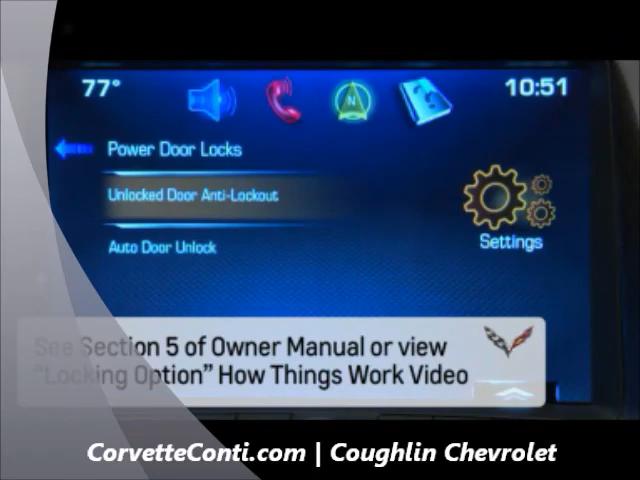 77° 10:51
N
Power Door Locks
Unlocked Door Anti-Lockout
Auto Door Unlock
Settings
See Section 5 of Owner Manual or view
"Locking Option" How Things Work Video
CorvetteConti.com | Coughlin Chevrolet